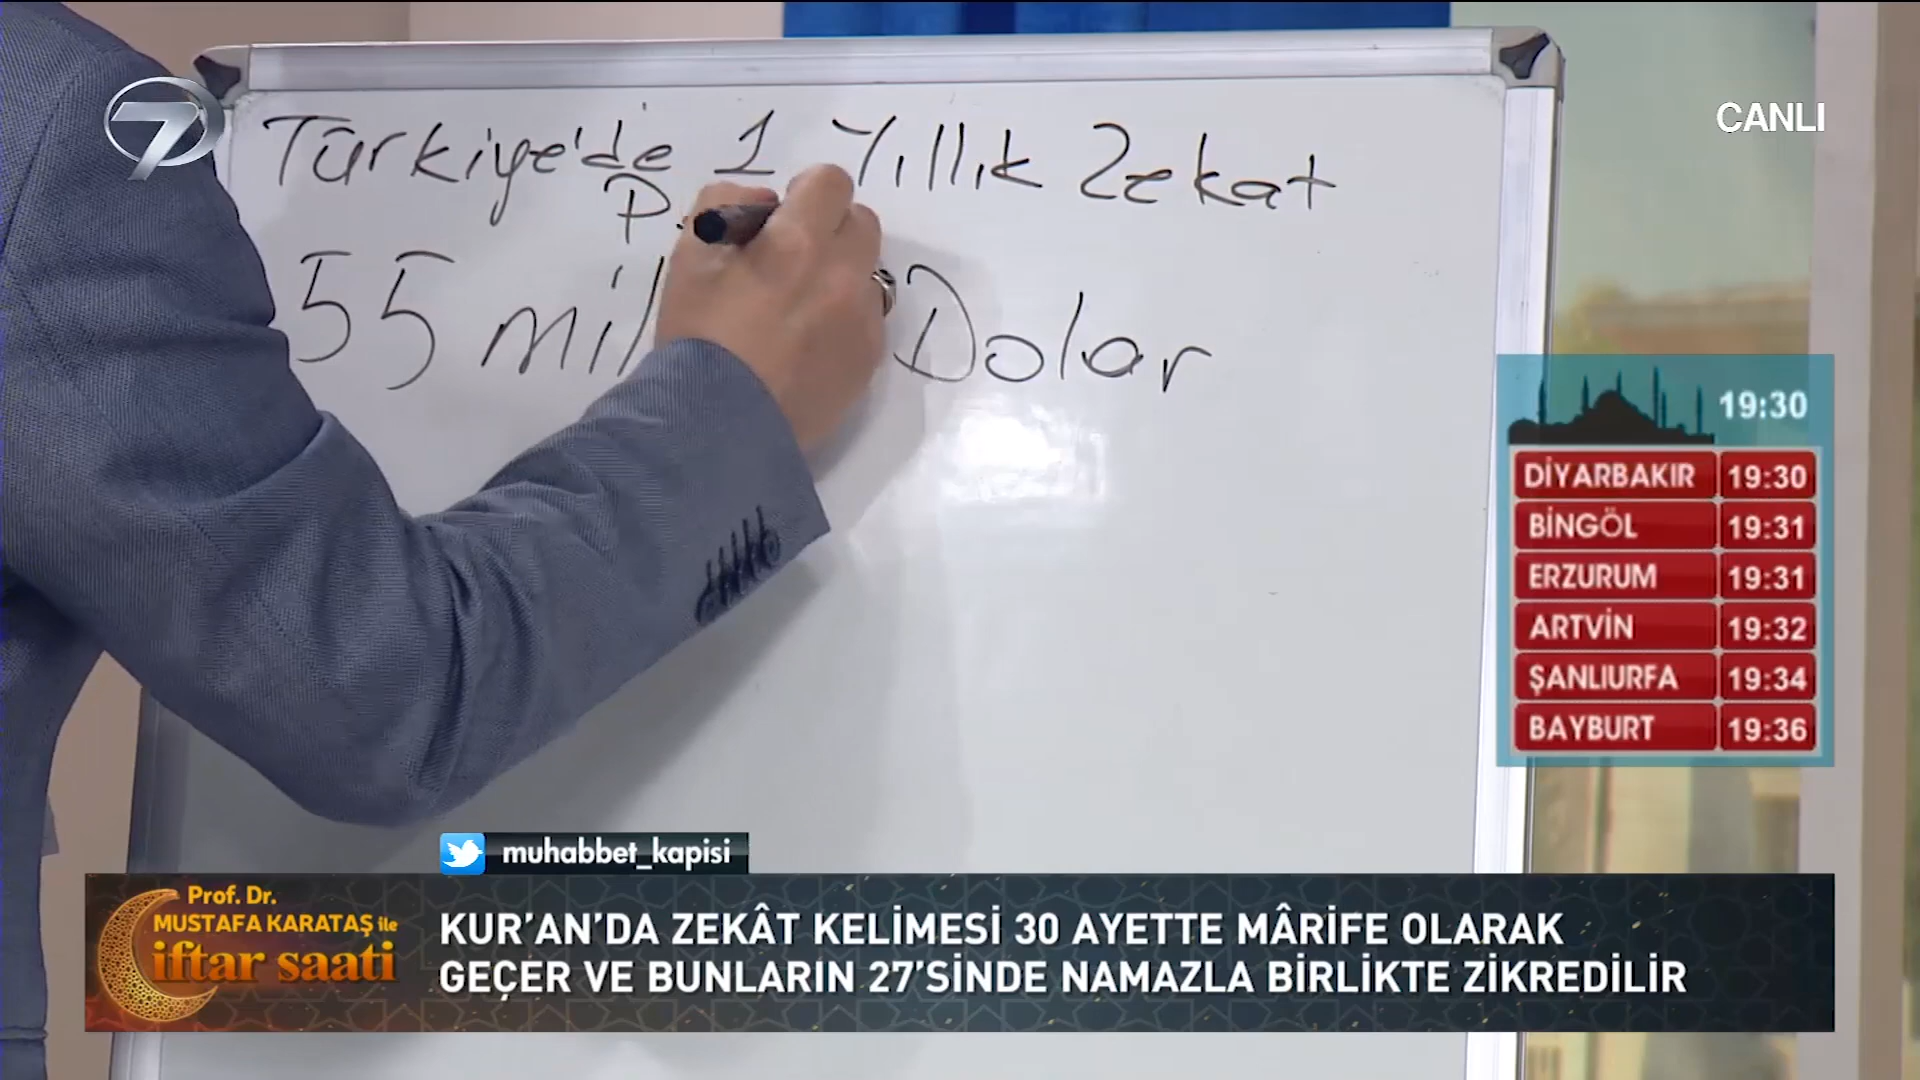 7
CANLI
Türkiye'de 1 Yıllık Zekat
P.
55 mil Dolar
19:30
DİYARBAKIR 19:30
BİNGÖL 19:31
ERZURUM 19:31
ARTVİN 19:32
ŞANLIURFA 19:34
BAYBURT 19:36
muhabbet_kapisi
Prof. Dr.
MUSTAFA KARATAŞ ile
iftar saati
KUR'AN'DA ZEKÂT KELİMESİ 30 AYETTE MÂRİFE OLARAK
GEÇER VE BUNLARIN 27'SİNDE NAMAZLA BİRLİKTE ZİKREDİLİR